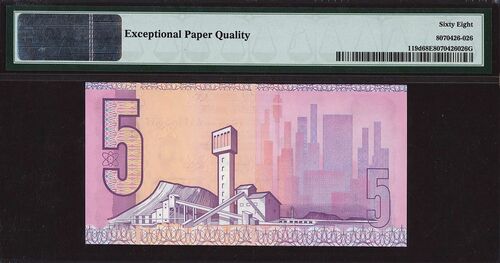 Exceptional Paper Quality
Sixty Eight
8070426-026
119d68E8070426026G
5
5